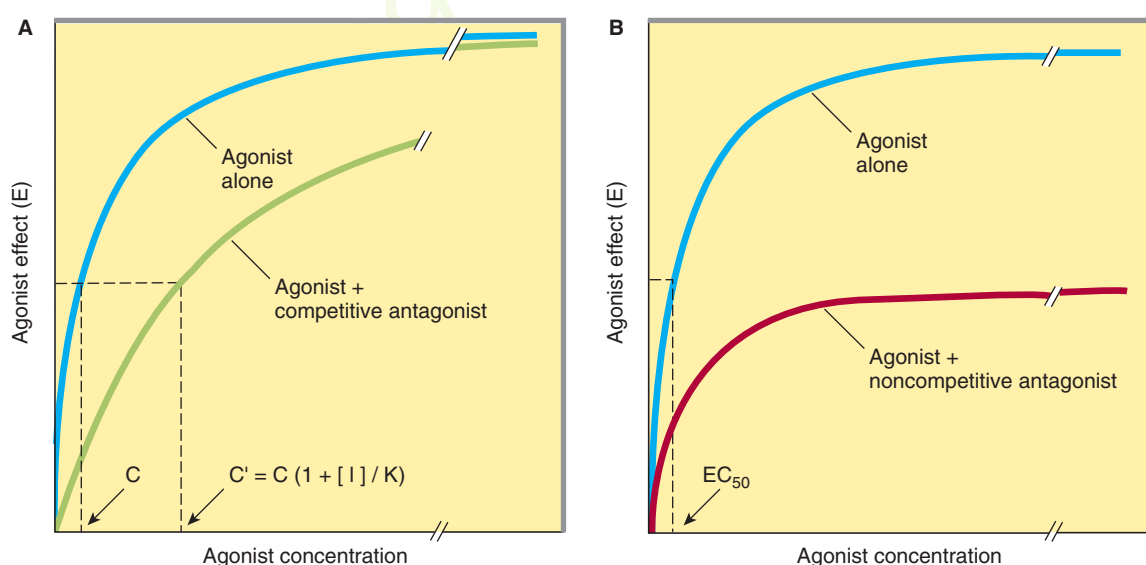 A
Agonist effect (E)
Agonist
alone
Agonist +
competitive antagonist
C
C' = C (1 + [ I ] / K)
Agonist concentration
B
Agonist effect (E)
Agonist
alone
Agonist +
noncompetitive antagonist
EC50
Agonist concentration